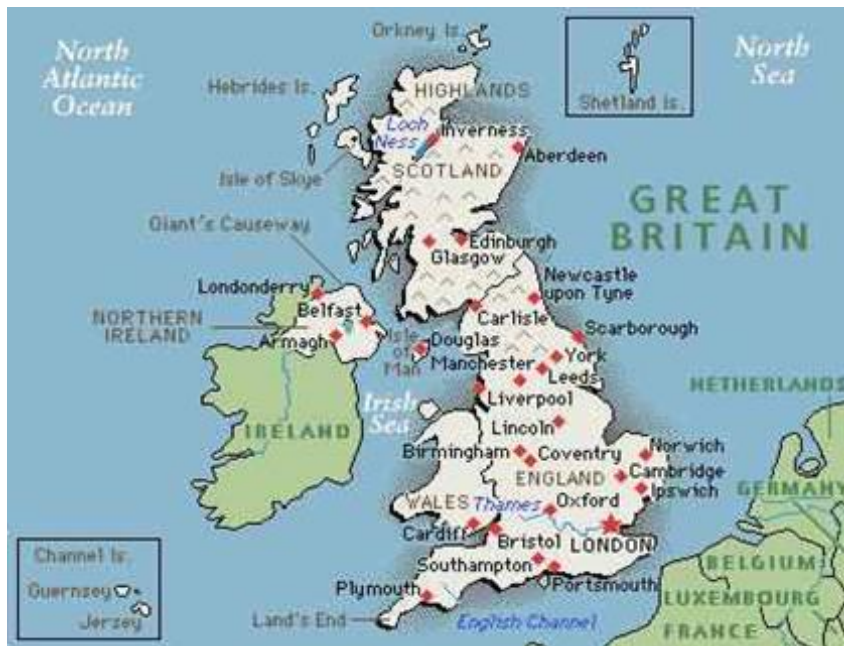 North
Atlantic
Ocean
Orkney Is.
Shetland Is.
North
Sea
Hebrides Is.
HIGHLANDS
Loch
Ness
Inverness
Aberdeen
SCOTLAND
Isle of Skye
GREAT
BRITAIN
Giant's Causeway
Edinburgh
Glasgow
Londonderry
Newcastle
upon Tyne
NORTHERN
IRELAND
Belfast
Armagh
Carlisle
Isle
of
Man
Douglas
Scarborough
York
Manchester
Leeds
Liverpool
NETHERLANDS
Irish
Sea
IRELAND
Lincoln
Birmingham
Coventry
Norwich
ENGLAND
Cambridge
Ipswich
GERMANY
WALES
Thames
Oxford
Cardiff
Bristol
LONDON
Channel Is.
Guernsey
Jersey
Southampton
Portsmouth
BELGIUM
Plymouth
LUXEMBOURG
Land's End
English Channel
FRANCE